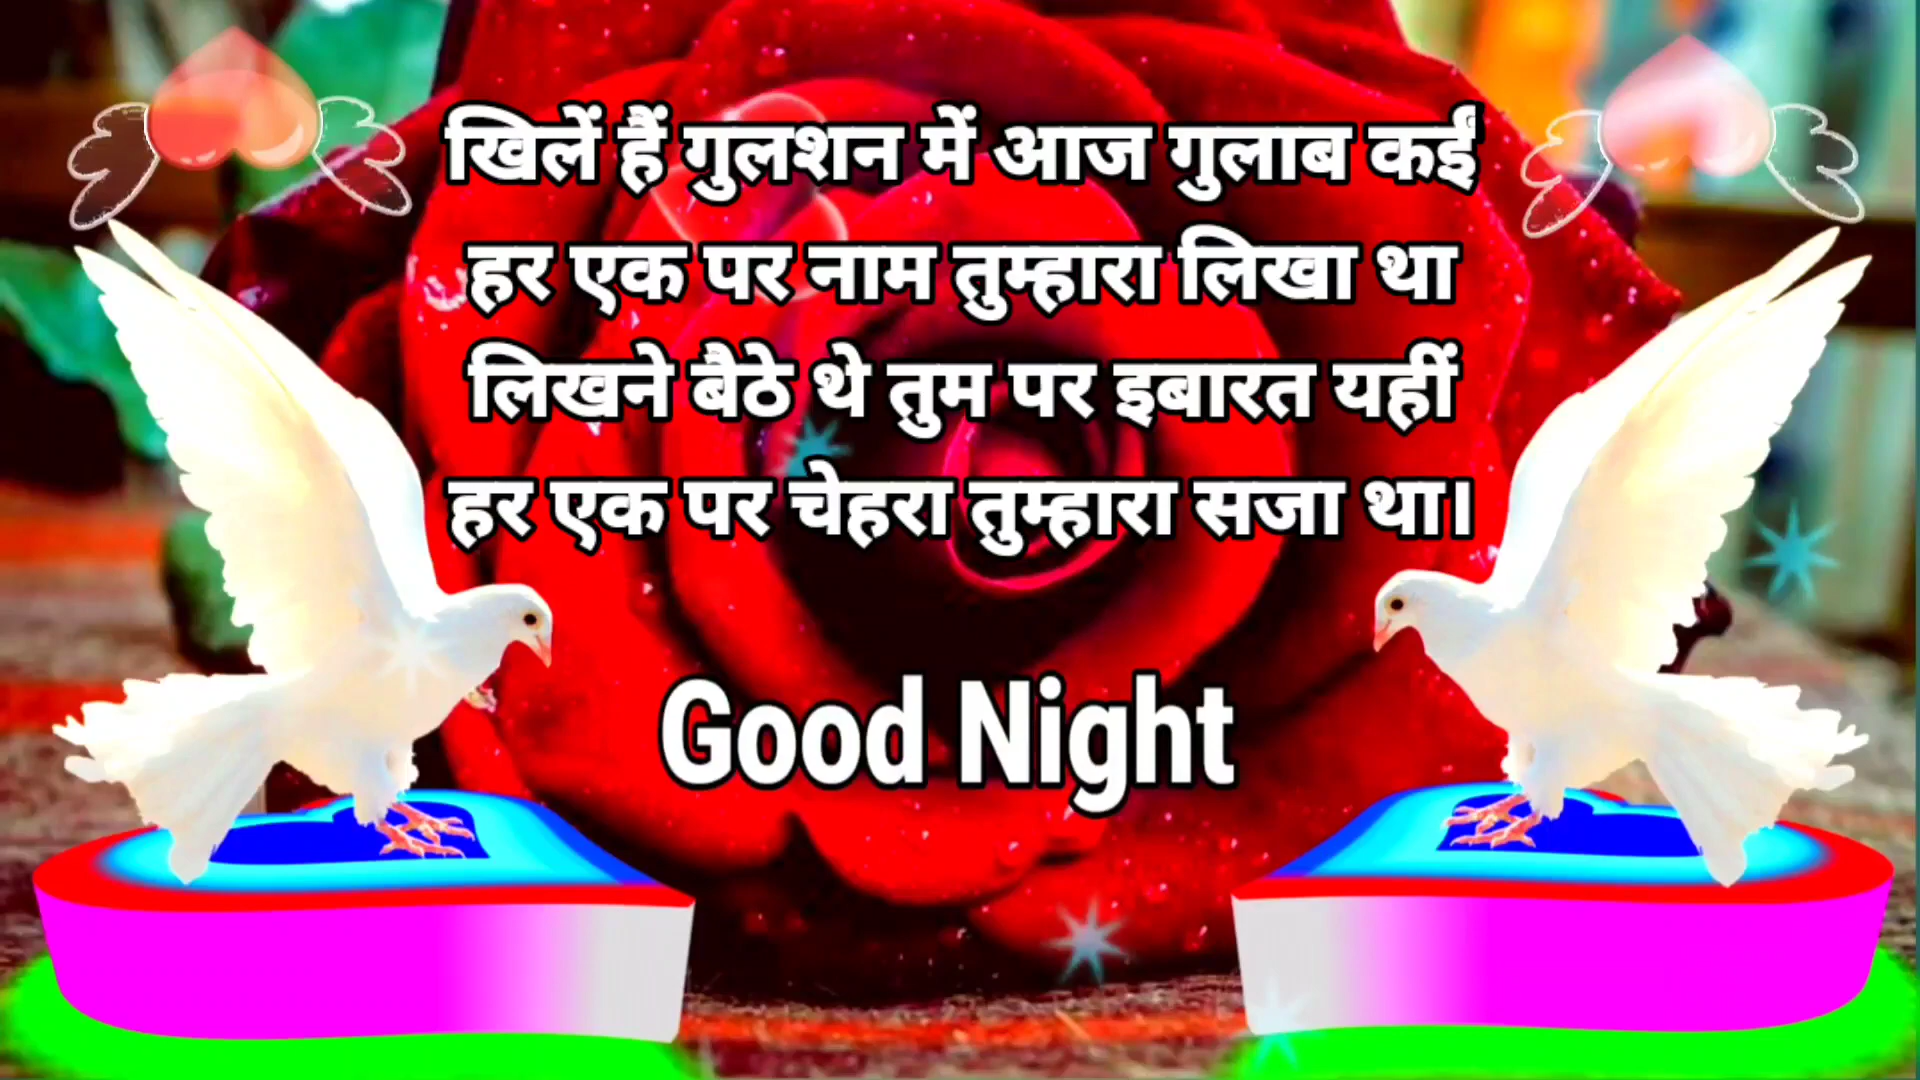 खिलें हैं गुलशन में आज गुलाब कईं
हर एक पर नाम तुम्हारा लिखा था
लिखने बैठे थे तुम पर इबारत यहीं
हर एक पर चेहरा तुम्हारा सजा था।
Good Night